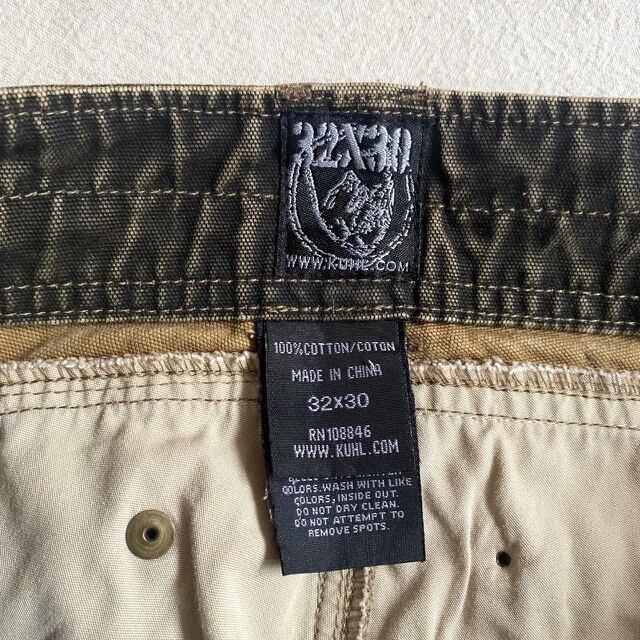 32X30
WWW.KUHL.COM
100%COTTON/COTON
MADE IN CHINA
32X30
RN108846
WWW.KUHL.COM
COLORS.WASH WITH LIKE
COLORS, INSIDE OUT.
DO NOT DRY CLEAN.
DO NOT ATTEMPT TO
REMOVE SPOTS.